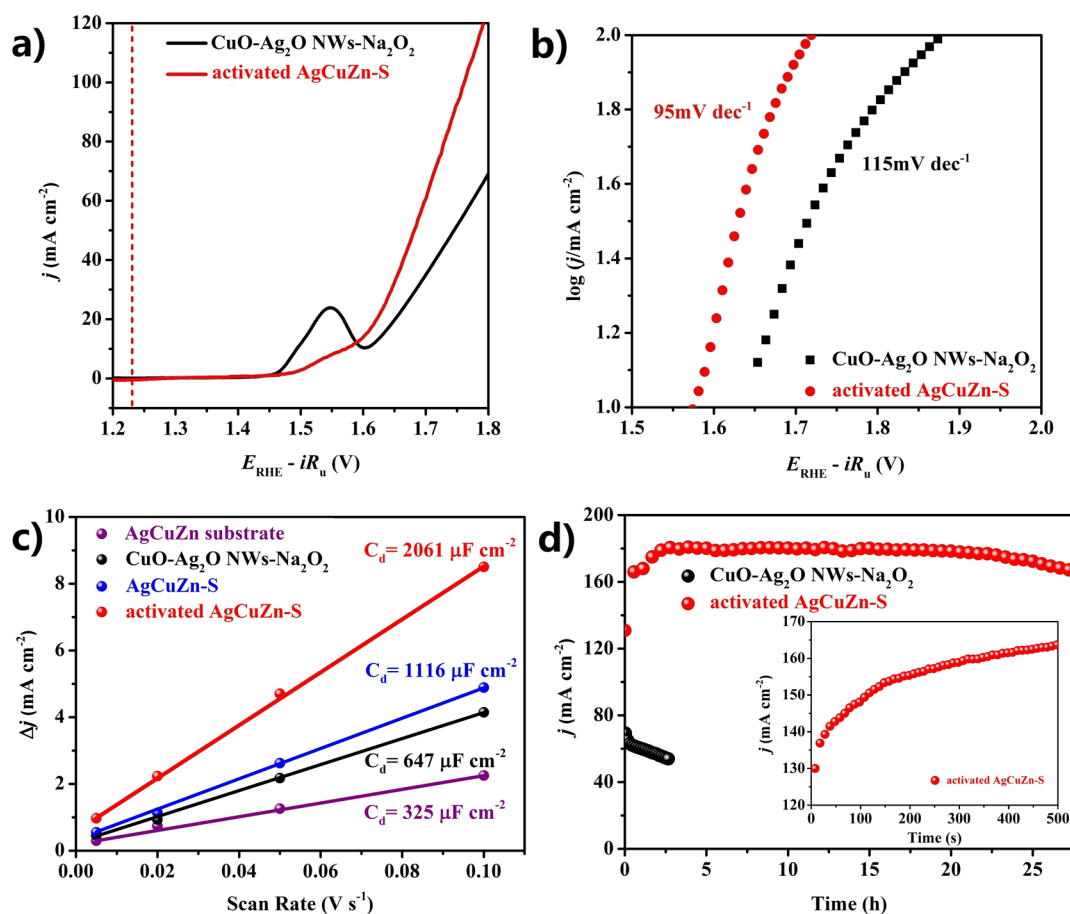 a)
120
100
80
60
40
20
0
j (mA cm⁻²)
CuO-Ag₂O NWs-Na₂O₂
activated AgCuZn-S
1.2 1.3 1.4 1.5 1.6 1.7 1.8
E_RHE - iR_u (V)
b)
2.0
1.8
1.6
1.4
1.2
1.0
log (j/mA cm⁻²)
95mV dec⁻¹
115mV dec⁻¹
CuO-Ag₂O NWs-Na₂O₂
activated AgCuZn-S
1.5 1.6 1.7 1.8 1.9 2.0
E_RHE - iR_u (V)
c)
10
8
6
4
2
0
Δj (mA cm⁻²)
AgCuZn substrate
CuO-Ag₂O NWs-Na₂O₂
AgCuZn-S
activated AgCuZn-S
C_d= 2061 μF cm⁻²
C_d= 1116 μF cm⁻²
C_d= 647 μF cm⁻²
C_d= 325 μF cm⁻²
0.00 0.02 0.04 0.06 0.08 0.10
Scan Rate (V s⁻¹)
d)
200
160
120
80
40
0
j (mA cm⁻²)
CuO-Ag₂O NWs-Na₂O₂
activated AgCuZn-S
170
160
150
140
130
120
j (mA cm⁻²)
activated AgCuZn-S
0 100 200 300 400 500
Time (s)
0 5 10 15 20 25
Time (h)